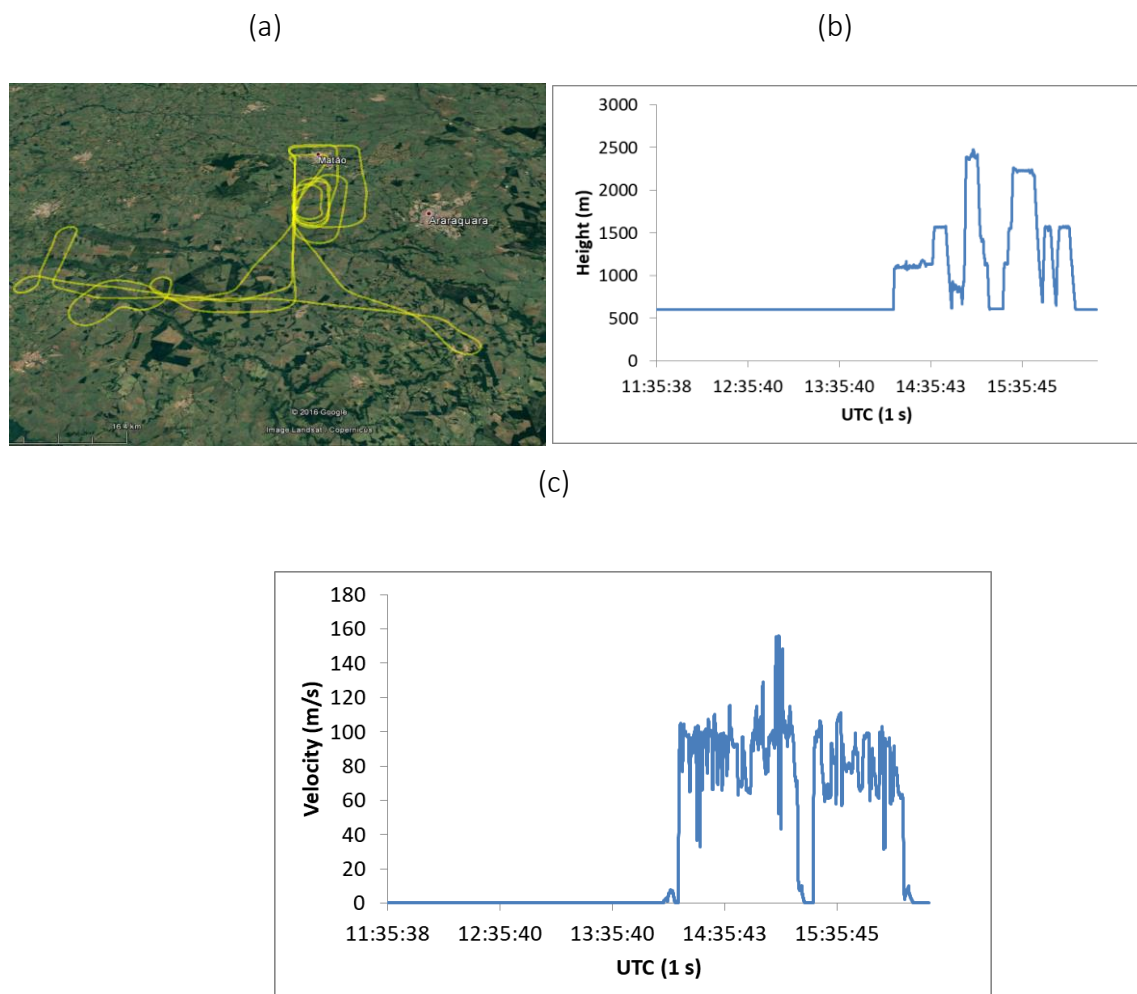 (a)
(b)
Matão
Araraquara
© 2016 Google
Image Landsat / Copernicus
3000
2500
2000
1500
1000
500
0
Height (m)
11:35:38 12:35:40 13:35:40 14:35:43 15:35:45
UTC (1 s)
(c)
180
160
140
120
100
80
60
40
20
0
Velocity (m/s)
11:35:38 12:35:40 13:35:40 14:35:43 15:35:45
UTC (1 s)